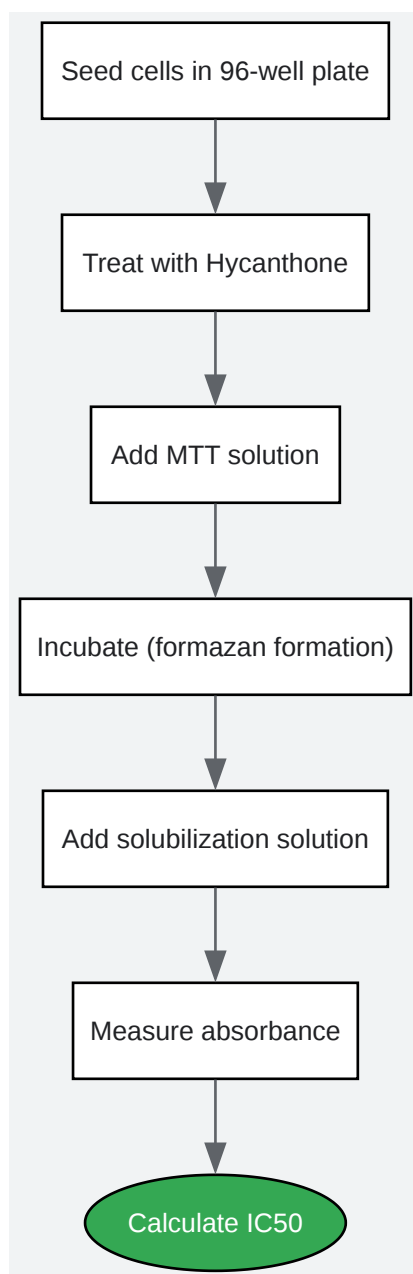 Seed cells in 96-well plate
Treat with Hycanthone
Add MTT solution
Incubate (formazan formation)
Add solubilization solution
Measure absorbance
Calculate IC50